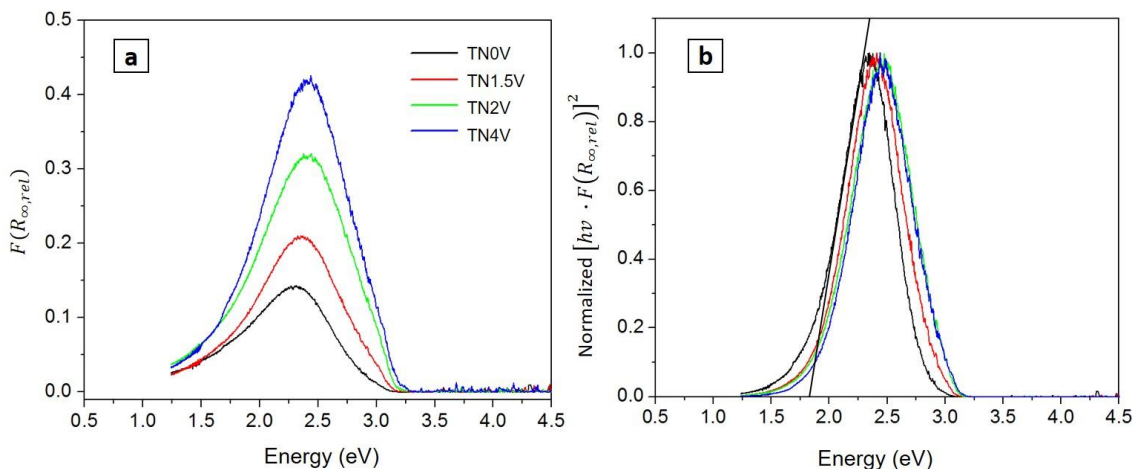 a
TN0V
TN1.5V
TN2V
TN4V
F(R∞,rel)
0.5
0.4
0.3
0.2
0.1
0.0
0.5 1.0 1.5 2.0 2.5 3.0 3.5 4.0 4.5
Energy (eV)
b
Normalized [hν · F(R∞,rel)]²
1.0
0.8
0.6
0.4
0.2
0.0
0.5 1.0 1.5 2.0 2.5 3.0 3.5 4.0 4.5
Energy (eV)